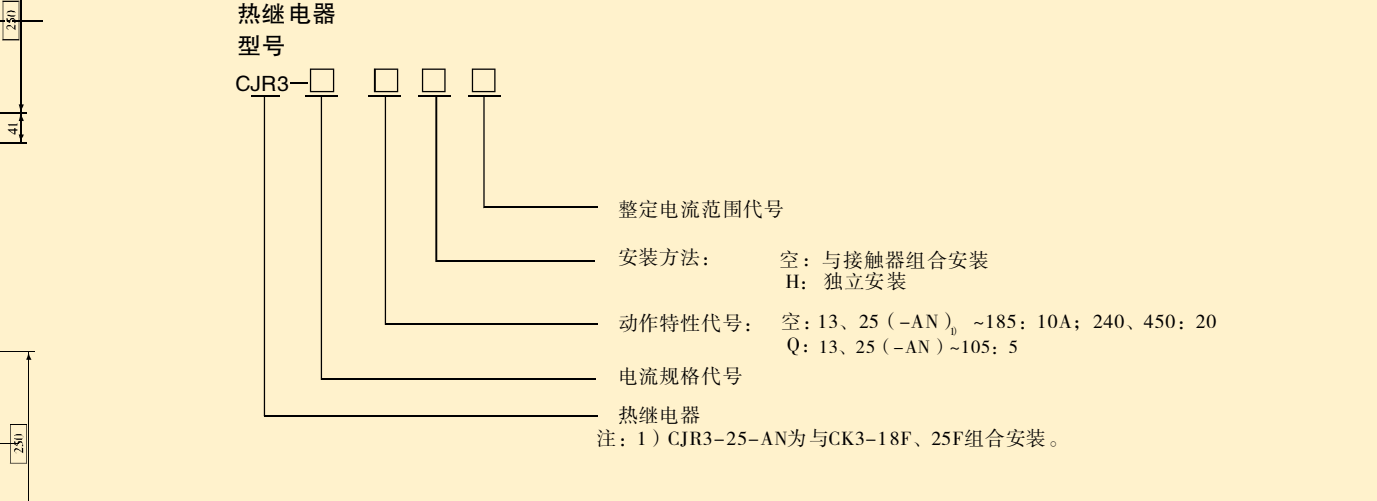 热继电器
型号
CJR3-□ □ □ □
整定电流范围代号
安装方法： 空：与接触器组合安装
H：独立安装
动作特性代号： 空：13、25（-AN）1) ~185：10A；240、450：20
Q：13、25（-AN）~105：5
电流规格代号
热继电器
注：1）CJR3-25-AN为与CK3-18F、25F组合安装。
250
41
250